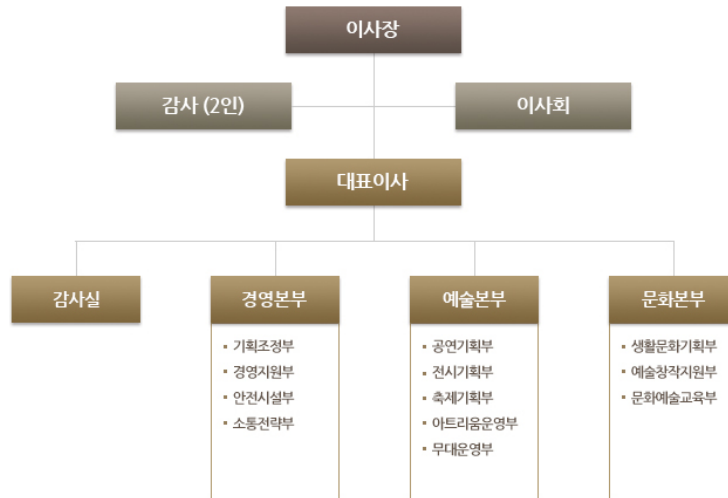 이사장
감사 (2인)
이사회
대표이사
감사실
경영본부
기획조정부
경영지원부
안전시설부
소통전략부
예술본부
공연기획부
전시기획부
축제기획부
아트리움운영부
무대운영부
문화본부
생활문화기획부
예술창작지원부
문화예술교육부